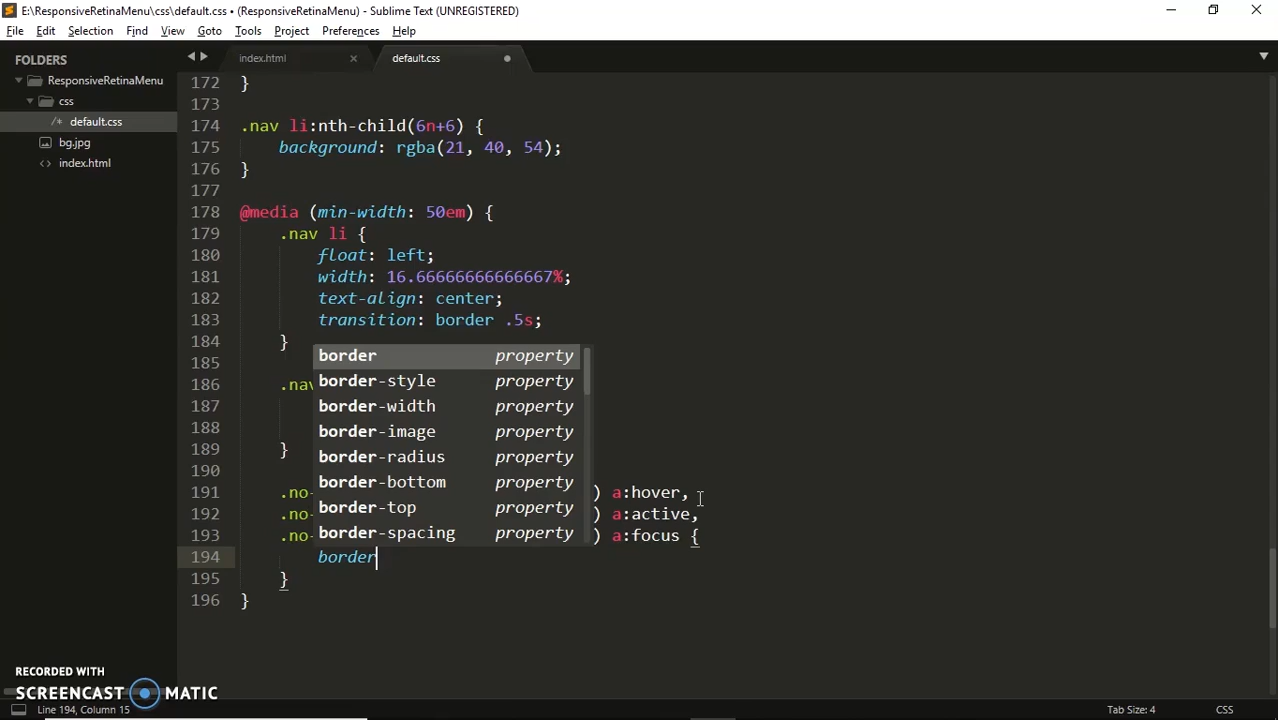 E:\ResponsiveRetinaMenu\css\default.css • (ResponsiveRetinaMenu) - Sublime Text (UNREGISTERED)
File Edit Selection Find View Goto Tools Project Preferences Help
FOLDERS
ResponsiveRetinaMenu
css
/* default.css
bg.jpg
<> index.html
index.html × default.css
172 }
173
174 .nav li:nth-child(6n+6) {
175 background: rgba(21, 40, 54);
176 }
177
178 @media (min-width: 50em) {
179 .nav li {
180 float: left;
181 width: 16.66666666666667%;
182 text-align: center;
183 transition: border .5s;
184 }
185
186 .nav
187
188
189 }
190
191 .no- ) a:hover,
192 .no- ) a:active,
193 .no- ) a:focus {
194 border
195 }
196 }
border property
border-style property
border-width property
border-image property
border-radius property
border-bottom property
border-top property
border-spacing property
RECORDED WITH
SCREENCAST MATIC
Line 194, Column 15
Tab Size: 4
CSS